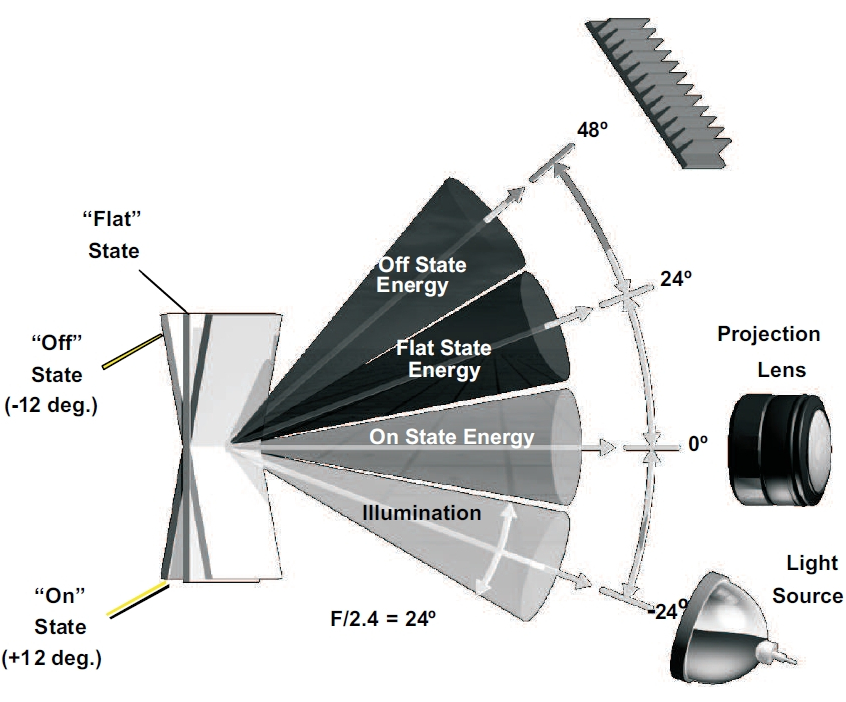 48º
“Flat”
State
Off State
Energy
24º
“Off”
State
(-12 deg.)
Flat State
Energy
Projection
Lens
On State Energy
0º
Illumination
Light
Source
“On”
State
(+12 deg.)
F/2.4 = 24º
-24º